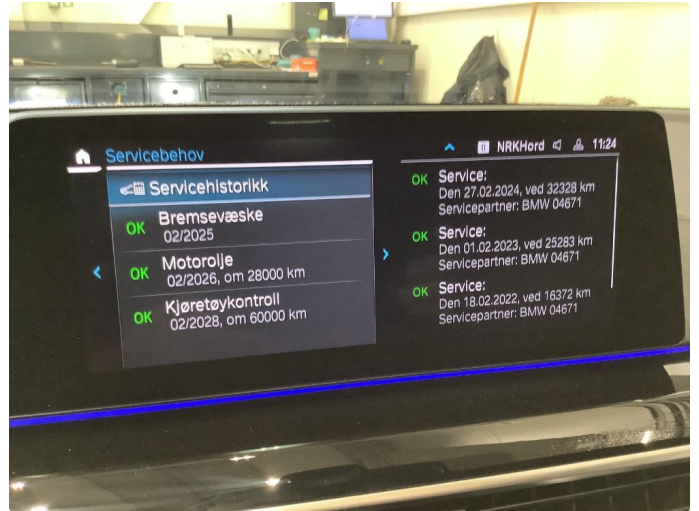 Servicebehov
NRKHord
11:24
Servicehistorikk
OK Bremsevæske
02/2025
OK Motorolje
02/2026, om 28000 km
OK Kjøretøykontroll
02/2028, om 60000 km
OK Service:
Den 27.02.2024, ved 32328 km
Servicepartner: BMW 04671
OK Service:
Den 01.02.2023, ved 25283 km
Servicepartner: BMW 04671
OK Service:
Den 18.02.2022, ved 16372 km
Servicepartner: BMW 04671